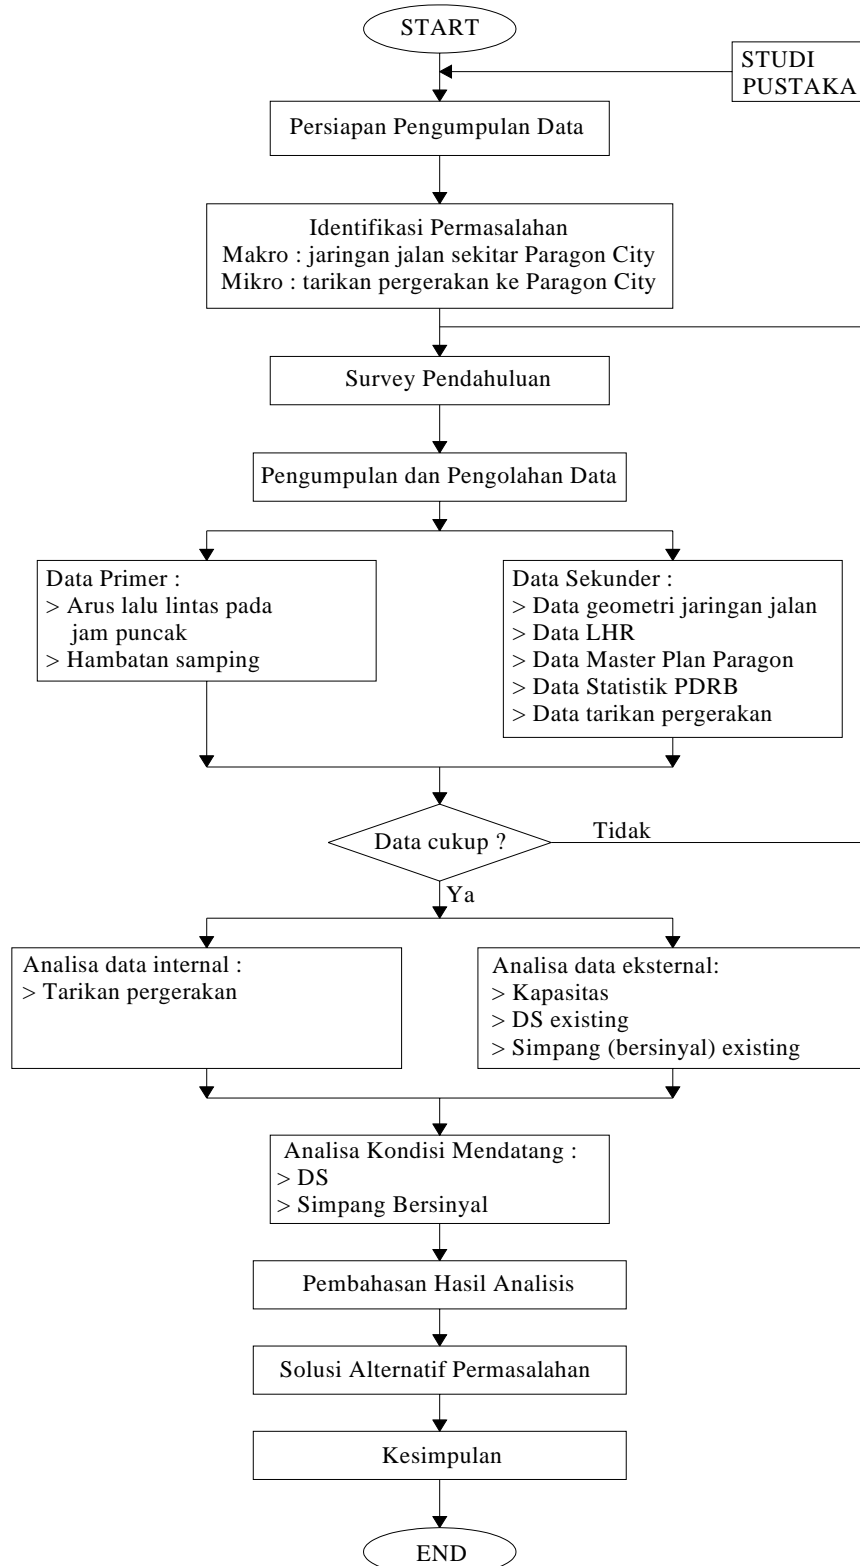 START
STUDI
PUSTAKA
Persiapan Pengumpulan Data
Identifikasi Permasalahan
Makro : jaringan jalan sekitar Paragon City
Mikro : tarikan pergerakan ke Paragon City
Survey Pendahuluan
Pengumpulan dan Pengolahan Data
Data Primer :
> Arus lalu lintas pada
jam puncak
> Hambatan samping
Data Sekunder :
> Data geometri jaringan jalan
> Data LHR
> Data Master Plan Paragon
> Data Statistik PDRB
> Data tarikan pergerakan
Data cukup ?
Tidak
Ya
Analisa data internal :
> Tarikan pergerakan
Analisa data eksternal:
> Kapasitas
> DS existing
> Simpang (bersinyal) existing
Analisa Kondisi Mendatang :
> DS
> Simpang Bersinyal
Pembahasan Hasil Analisis
Solusi Alternatif Permasalahan
Kesimpulan
END